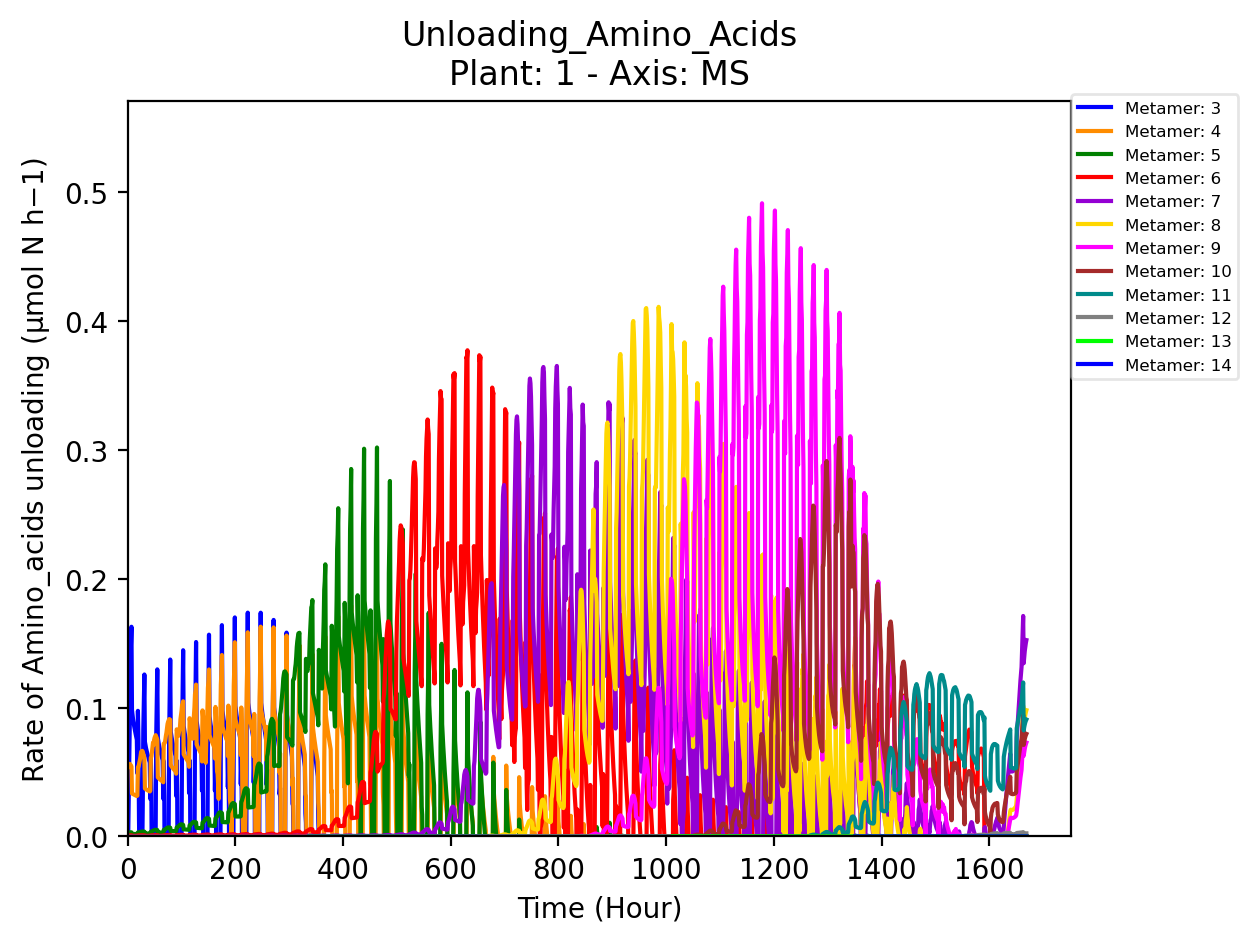 Unloading_Amino_Acids
Plant: 1 - Axis: MS
Rate of Amino_acids unloading (µmol N h−1)
0.5
0.4
0.3
0.2
0.1
0.0
0 200 400 600 800 1000 1200 1400 1600
Time (Hour)
Metamer: 3
Metamer: 4
Metamer: 5
Metamer: 6
Metamer: 7
Metamer: 8
Metamer: 9
Metamer: 10
Metamer: 11
Metamer: 12
Metamer: 13
Metamer: 14